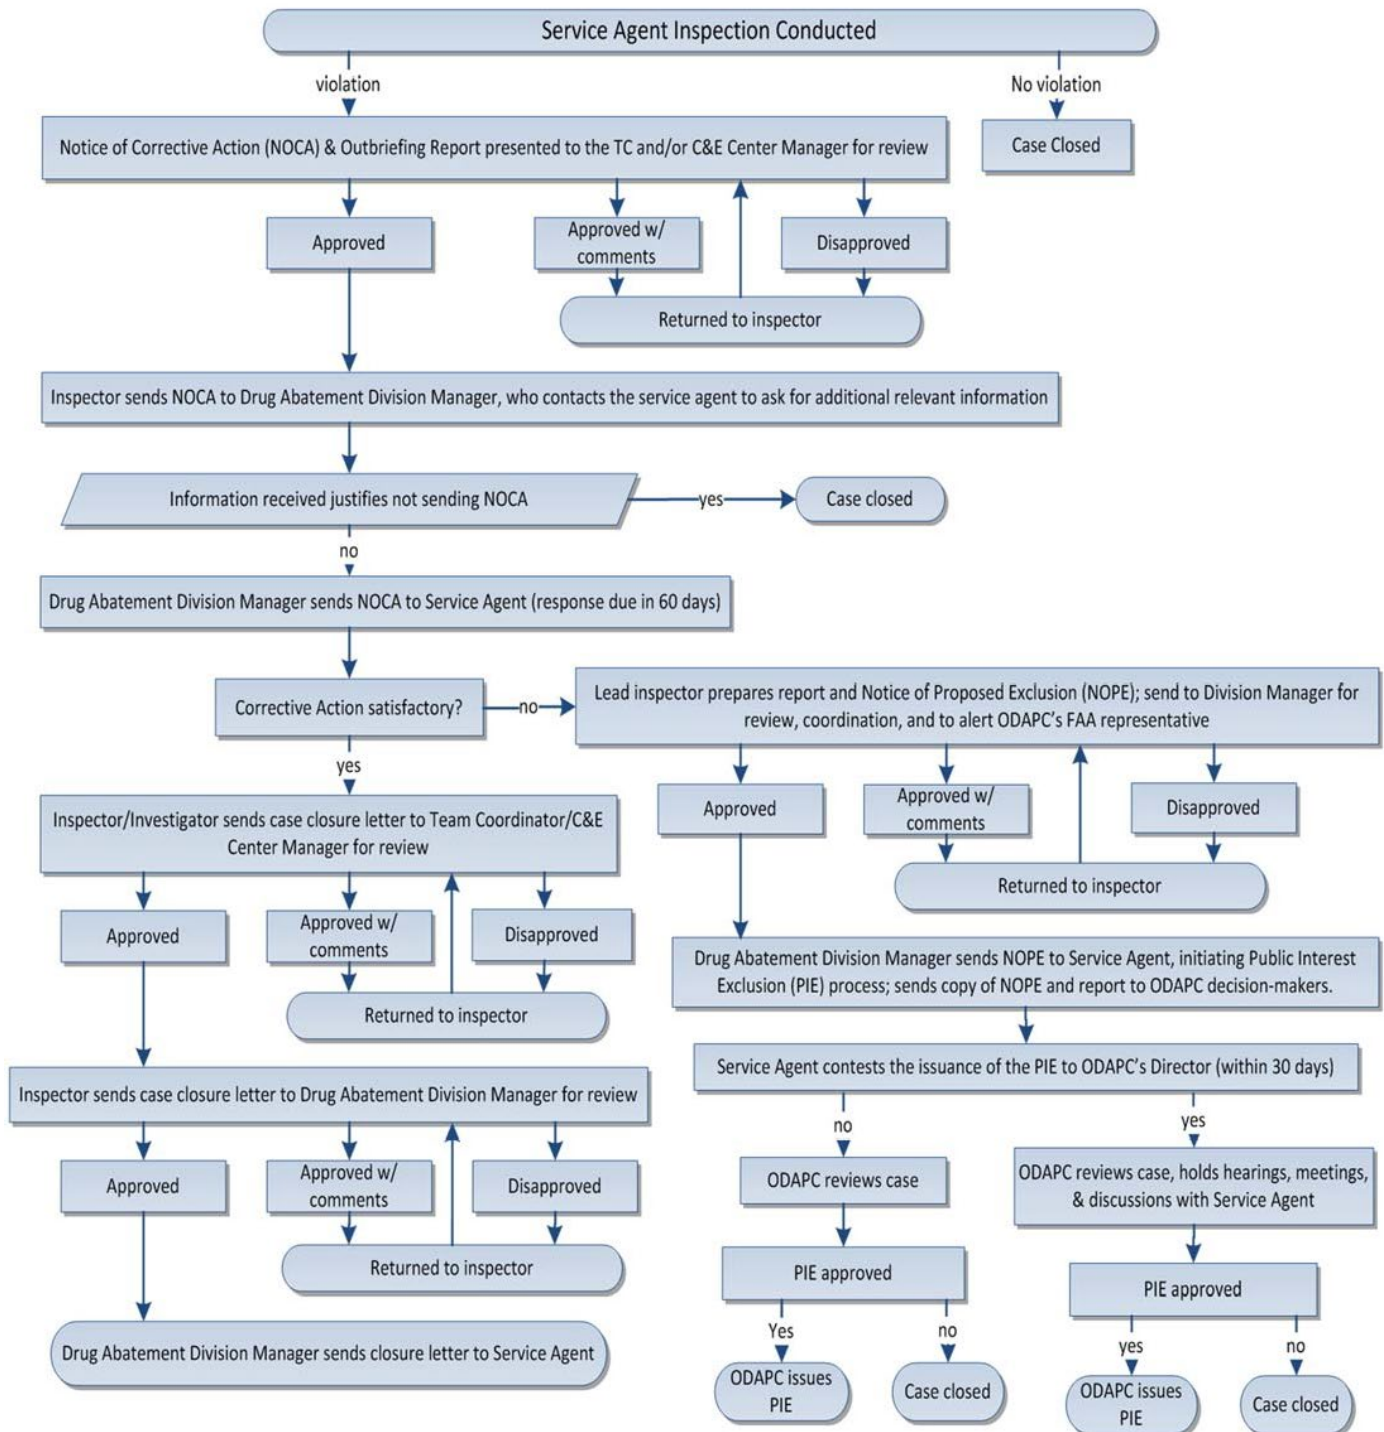 Service Agent Inspection Conducted
violation
No violation
Notice of Corrective Action (NOCA) & Outbriefing Report presented to the TC and/or C&E Center Manager for review
Case Closed
Approved
Approved w/
comments
Disapproved
Returned to inspector
Inspector sends NOCA to Drug Abatement Division Manager, who contacts the service agent to ask for additional relevant information
Information received justifies not sending NOCA
yes
Case closed
no
Drug Abatement Division Manager sends NOCA to Service Agent (response due in 60 days)
Corrective Action satisfactory?
no
Lead inspector prepares report and Notice of Proposed Exclusion (NOPE); send to Division Manager for
review, coordination, and to alert ODAPC's FAA representative
yes
Inspector/Investigator sends case closure letter to Team Coordinator/C&E
Center Manager for review
Approved
Approved w/
comments
Disapproved
Returned to inspector
Approved
Approved w/
comments
Disapproved
Returned to inspector
Drug Abatement Division Manager sends NOPE to Service Agent, initiating Public Interest
Exclusion (PIE) process; sends copy of NOPE and report to ODAPC decision-makers.
Inspector sends case closure letter to Drug Abatement Division Manager for review
Approved
Approved w/
comments
Disapproved
Returned to inspector
Drug Abatement Division Manager sends closure letter to Service Agent
Service Agent contests the issuance of the PIE to ODAPC's Director (within 30 days)
no
yes
ODAPC reviews case
ODAPC reviews case, holds hearings, meetings,
& discussions with Service Agent
PIE approved
PIE approved
Yes
no
yes
no
ODAPC issues
PIE
Case closed
ODAPC issues
PIE
Case closed